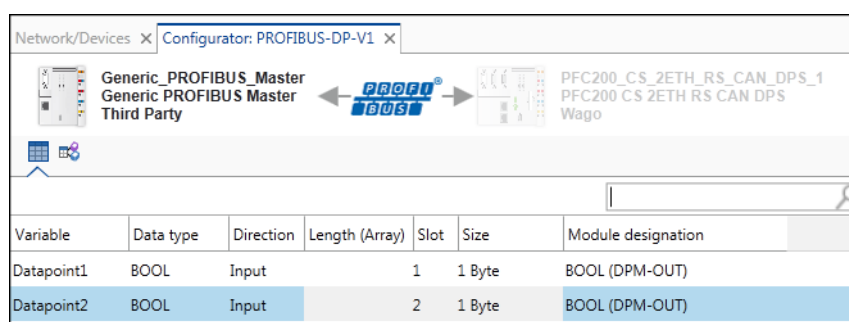 Network/Devices Configurator: PROFIBUS-DP-V1
Generic_PROFIBUS_Master
Generic PROFIBUS Master
Third Party
PROFI®
BUS
PFC200_CS_2ETH_RS_CAN_DPS_1
PFC200 CS 2ETH RS CAN DPS
Wago
Variable Data type Direction Length (Array) Slot Size Module designation
Datapoint1 BOOL Input 1 1 Byte BOOL (DPM-OUT)
Datapoint2 BOOL Input 2 1 Byte BOOL (DPM-OUT)